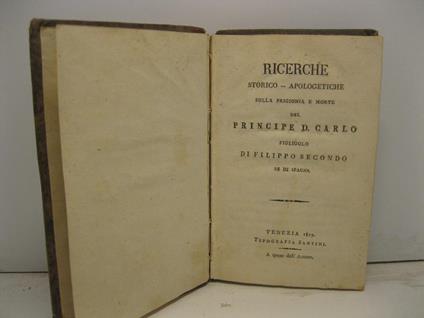 RICERCHE
STORICO - APOLOGETICHE
SULLA PRIGIONIA E MORTE
DEL
PRINCIPE D. CARLO
FIGLIUOLO
DI FILIPPO SECONDO
RE DI SPAGNA.
VENEZIA
TIPOGRAFIA SANTINI.
A spese dell' Autore.